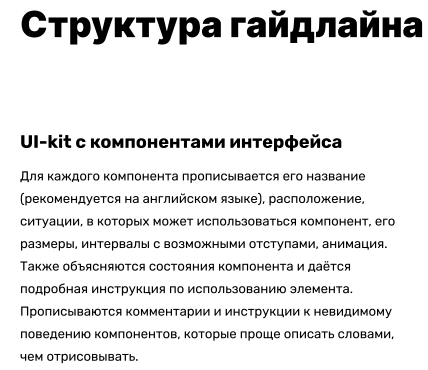 Структура гайдлайна
UI-kit с компонентами интерфейса
Для каждого компонента прописывается его название
(рекомендуется на английском языке), расположение,
ситуации, в которых может использоваться компонент, его
размеры, интервалы с возможными отступами, анимация.
Также объясняются состояния компонента и даётся
подробная инструкция по использованию элемента.
Прописываются комментарии и инструкции к невидимому
поведению компонентов, которые проще описать словами,
чем отрисовывать.